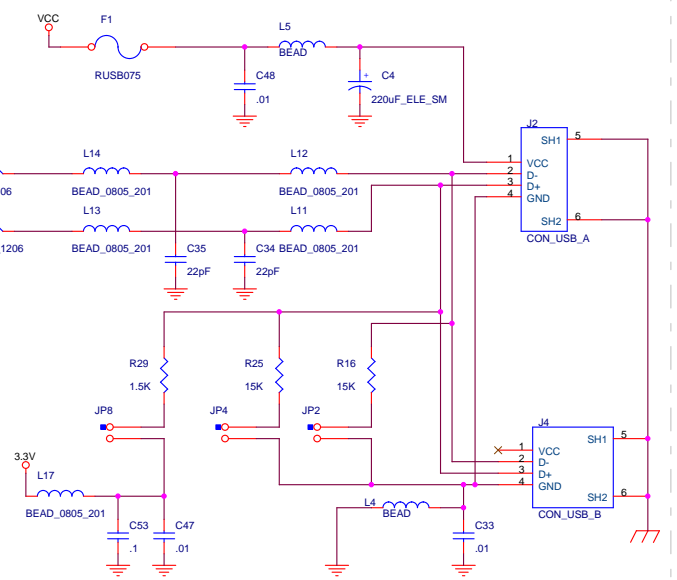 VCC
F1
L5
BEAD
RUSB075
C48
.01
+ C4
220uF_ELE_SM
J2
SH1 5
1 VCC
2 D-
3 D+
4 GND
SH2 6
CON_USB_A
L14
L12
06 BEAD_0805_201 BEAD_0805_201
L13
L11
1206 BEAD_0805_201 BEAD_0805_201
C35
22pF
C34
22pF
R29
1.5K
R25
15K
R16
15K
JP8
JP4
JP2
J4
SH1 5
1 VCC
2 D-
3 D+
4 GND
SH2 6
CON_USB_B
3.3V
L17
BEAD_0805_201
L4
BEAD
C53
.1
C47
.01
C33
.01